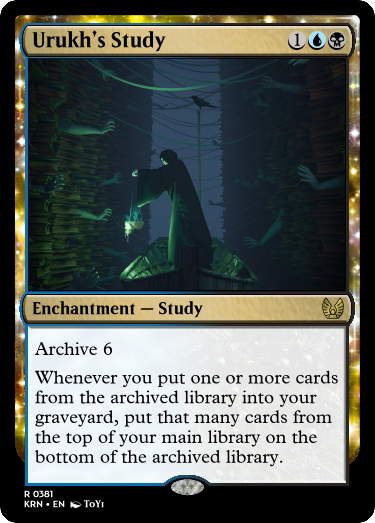 Urukh's Study 1
Enchantment — Study
Archive 6
Whenever you put one or more cards
from the archived library into your
graveyard, put that many cards from
the top of your main library on the
bottom of the archived library.
R 0381
KRN • EN ToYi